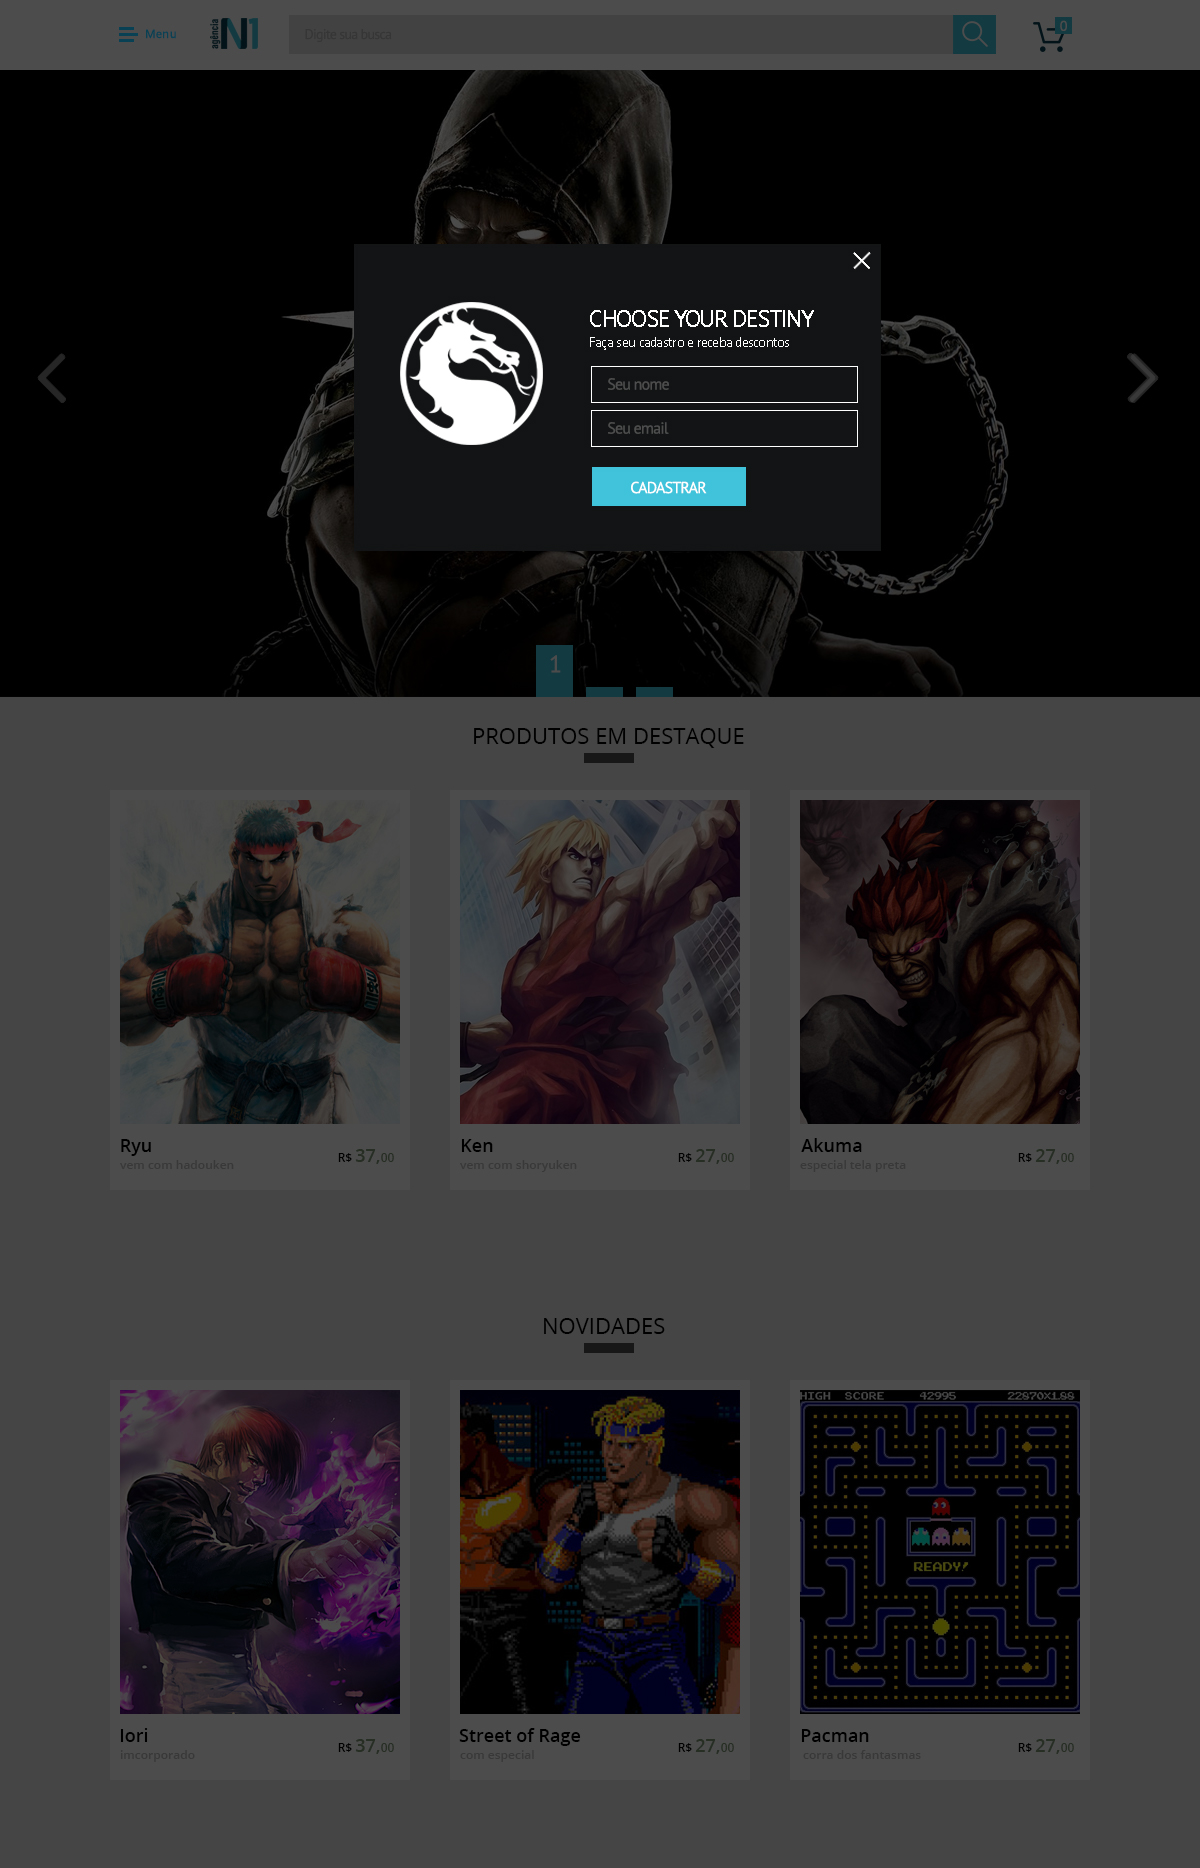 Menu
agência N1
Digite sua busca
0
CHOOSE YOUR DESTINY
Faça seu cadastro e receba descontos
Seu nome
Seu email
CADASTRAR
1
PRODUTOS EM DESTAQUE
Ryu
vem com hadouken
R$ 37,00
Ken
vem com shoryuken
R$ 27,00
Akuma
especial tela preta
R$ 27,00
NOVIDADES
HIGH SCORE 42995 22870X1.88
READY!
Iori
imcorporado
R$ 37,00
Street of Rage
com especial
R$ 27,00
Pacman
corra dos fantasmas
R$ 27,00